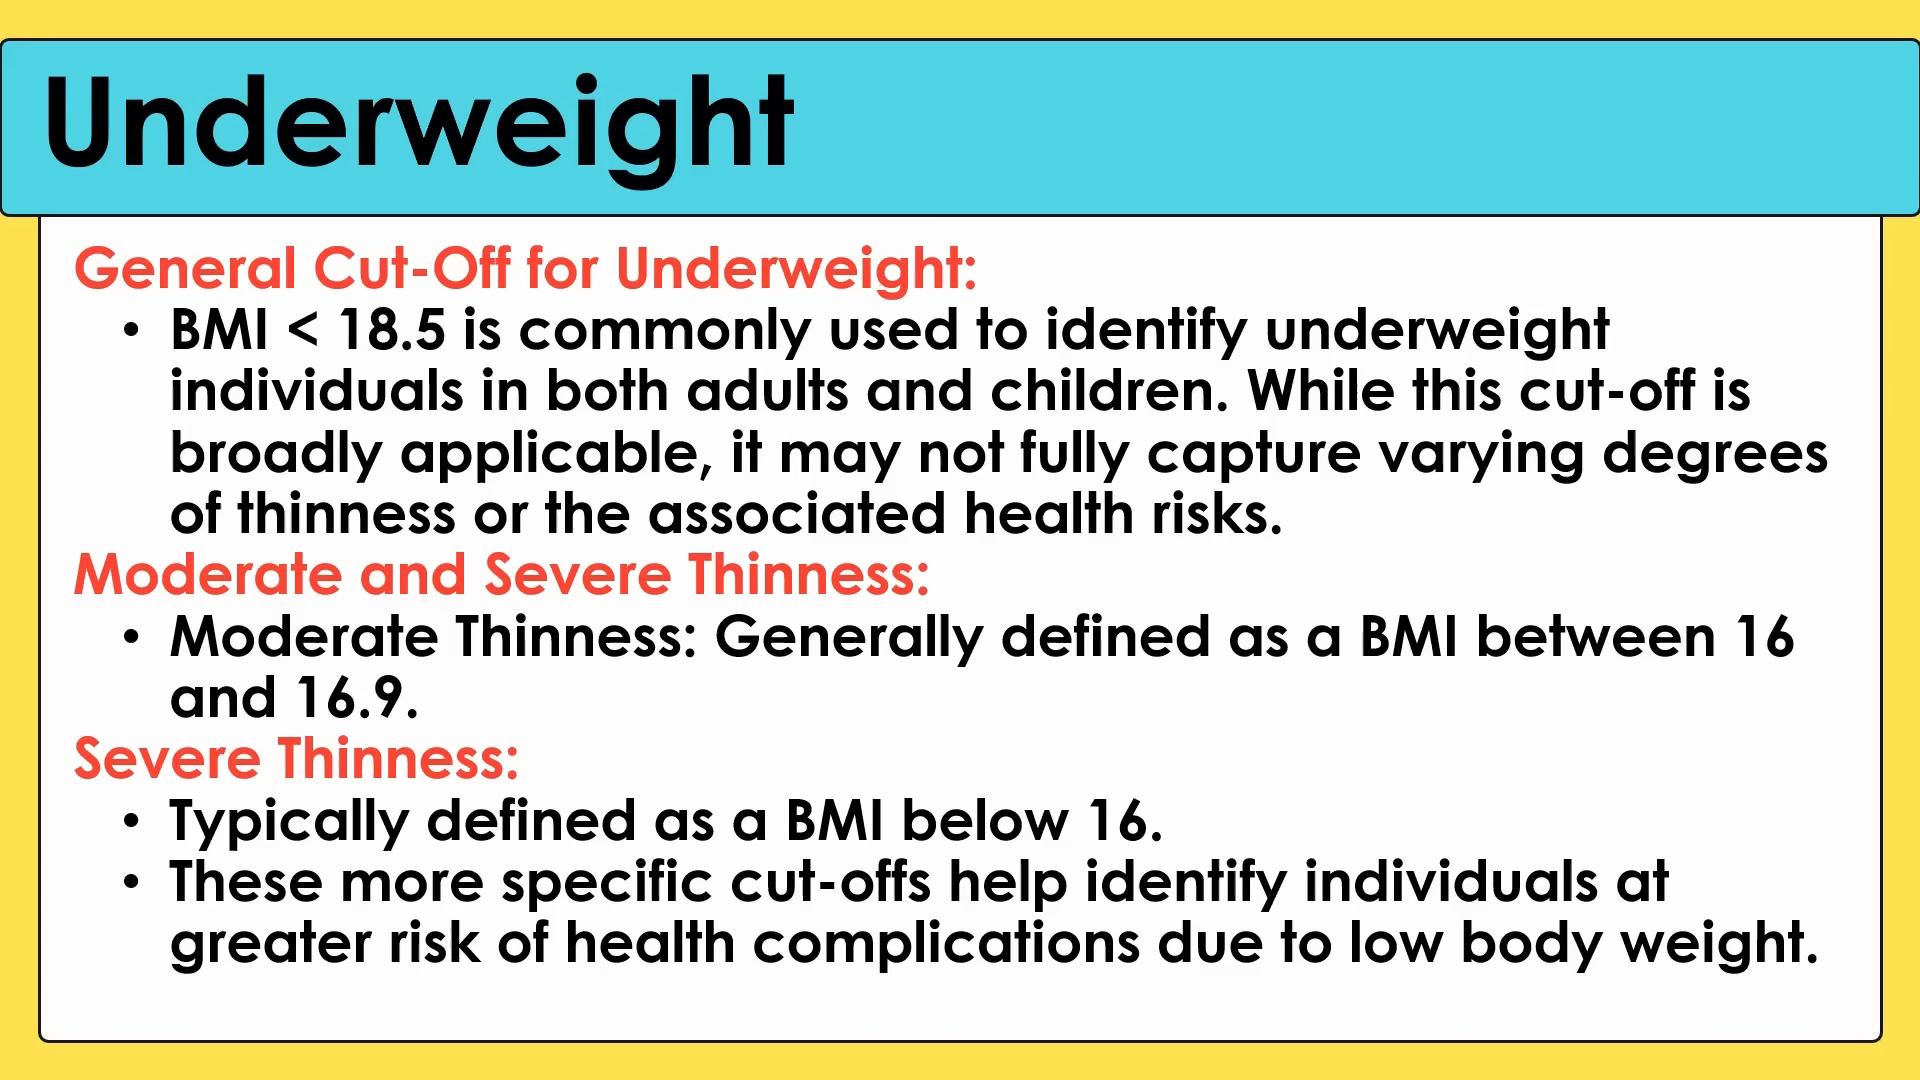 Underweight
General Cut-Off for Underweight:
• BMI < 18.5 is commonly used to identify underweight
individuals in both adults and children. While this cut-off is
broadly applicable, it may not fully capture varying degrees
of thinness or the associated health risks.
Moderate and Severe Thinness:
• Moderate Thinness: Generally defined as a BMI between 16
and 16.9.
Severe Thinness:
• Typically defined as a BMI below 16.
• These more specific cut-offs help identify individuals at
greater risk of health complications due to low body weight.